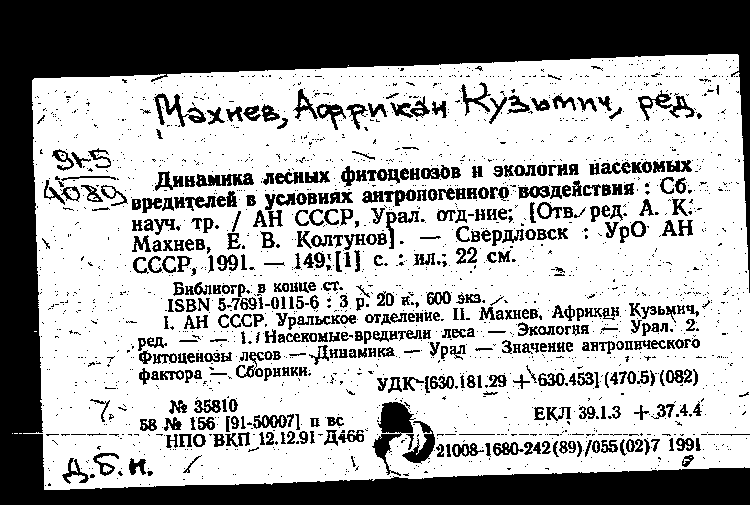 Махнев, Африкан Кузьмич, ред.
91-5
4089
Динамика лесных фитоценозов и экология насекомых
вредителей в условиях антропогенного воздействия : Сб.
науч. тр. / АН СССР, Урал. отд-ние; [Отв. ред. А. К.
Махнев, Е. В. Колтунов]. — Свердловск : УрО АН
СССР, 1991. — 149,[1] с. : ил.; 22 см.
Библиогр. в конце ст.
ISBN 5-7691-0115-6 : 3 р. 20 к., 600 экз.
I. АН СССР. Уральское отделение. II. Махнев, Африкан Кузьмич,
ред. — — 1. Насекомые-вредители леса — Экология — Урал. 2.
Фитоценозы лесов — Динамика — Урал — Значение антропического
фактора — Сборники.
УДК [630.181.29 + 630.453] (470.5) (082)
№ 35810
58 № 156 [91-50007] п вс
ЕКЛ 39.1.3 + 37.4.4
НПО ВКП 12.12.91 Д466
21008-1680-242(89)/055(02)7 1991
Д.б.н.